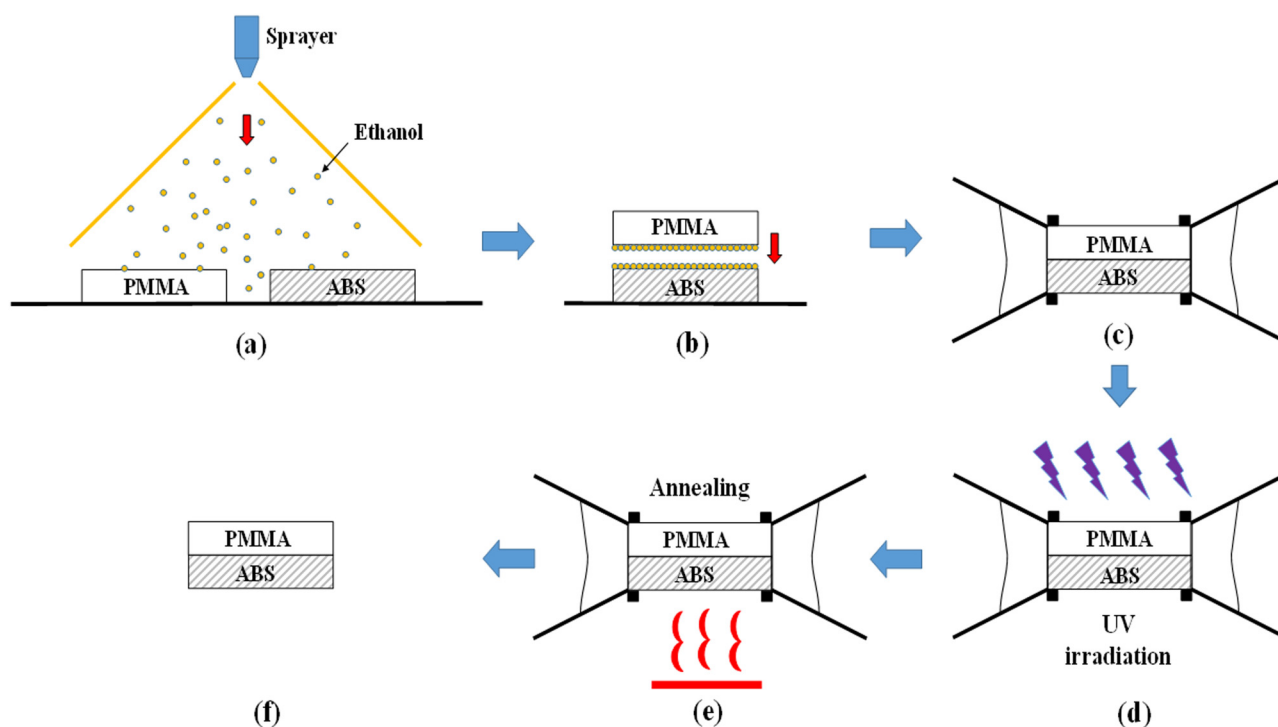 Sprayer
Ethanol
PMMA
ABS
(a)
PMMA
ABS
(b)
PMMA
ABS
(c)
PMMA
ABS
UV
irradiation
(d)
Annealing
PMMA
ABS
(e)
PMMA
ABS
(f)